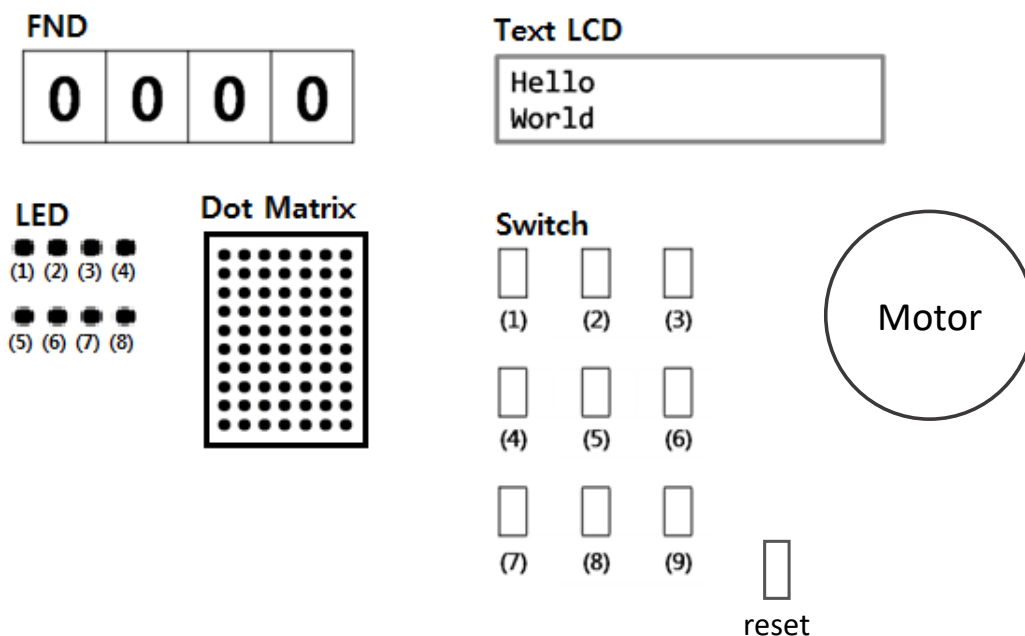 FND
0 0 0 0
Text LCD
Hello
World
LED
(1) (2) (3) (4)
(5) (6) (7) (8)
Dot Matrix
Switch
(1) (2) (3)
(4) (5) (6)
(7) (8) (9)
Motor
reset